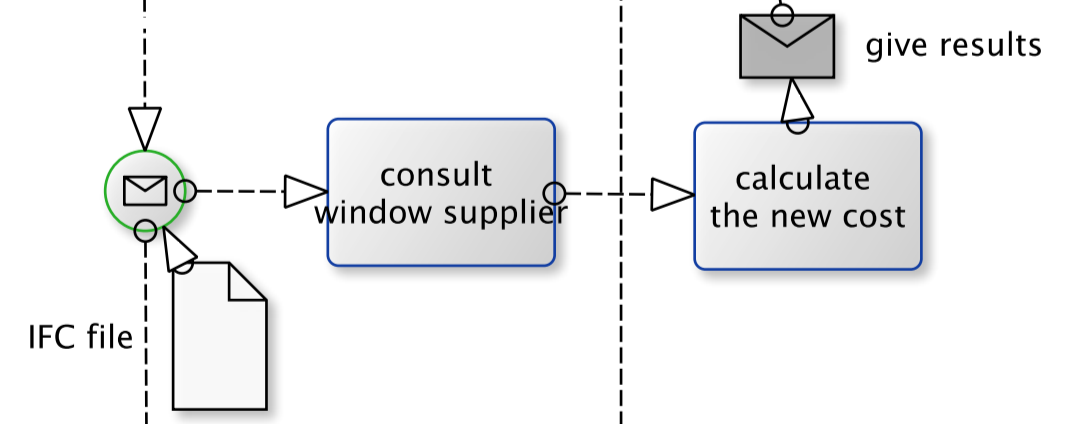 give results
consult
window supplier
calculate
the new cost
IFC file